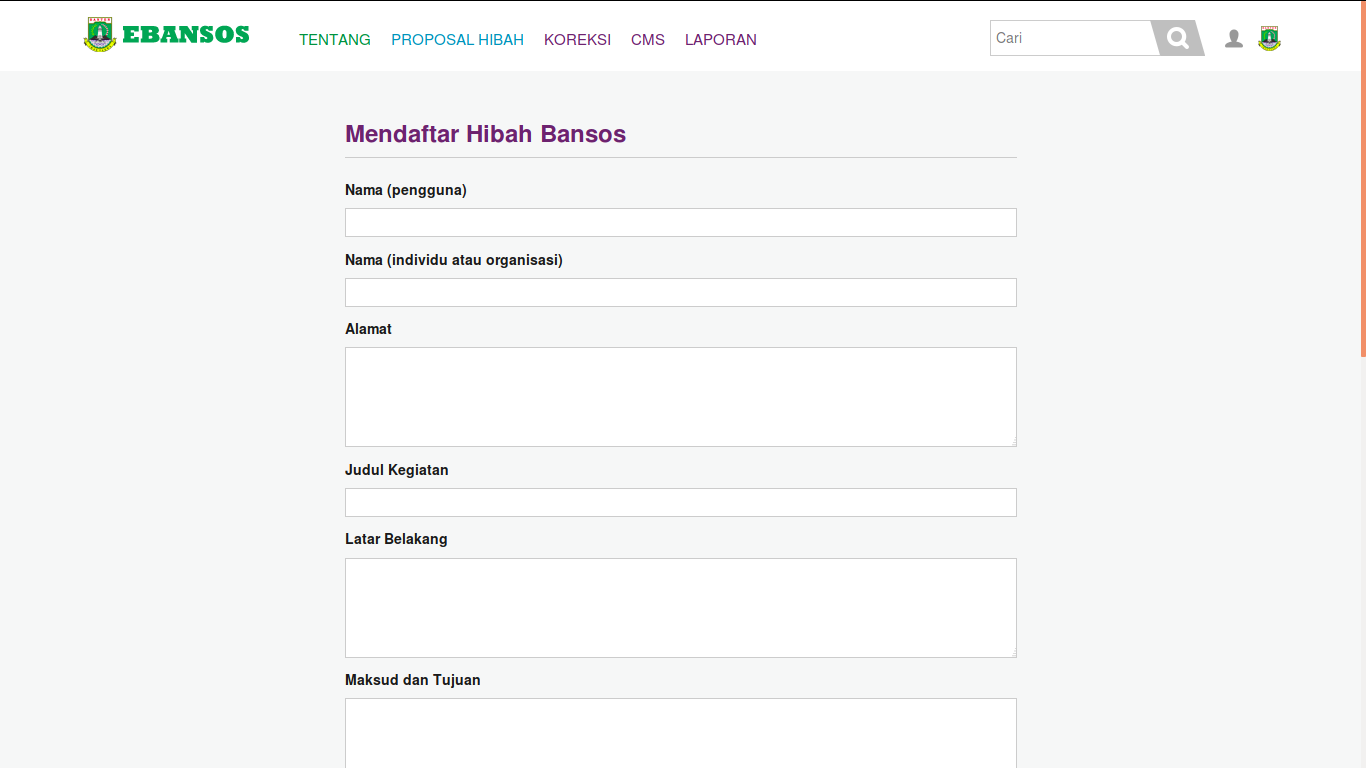 BANTEN
EBANSOS
TENTANG PROPOSAL HIBAH KOREKSI CMS LAPORAN
Cari
Mendaftar Hibah Bansos
Nama (pengguna)
Nama (individu atau organisasi)
Alamat
Judul Kegiatan
Latar Belakang
Maksud dan Tujuan